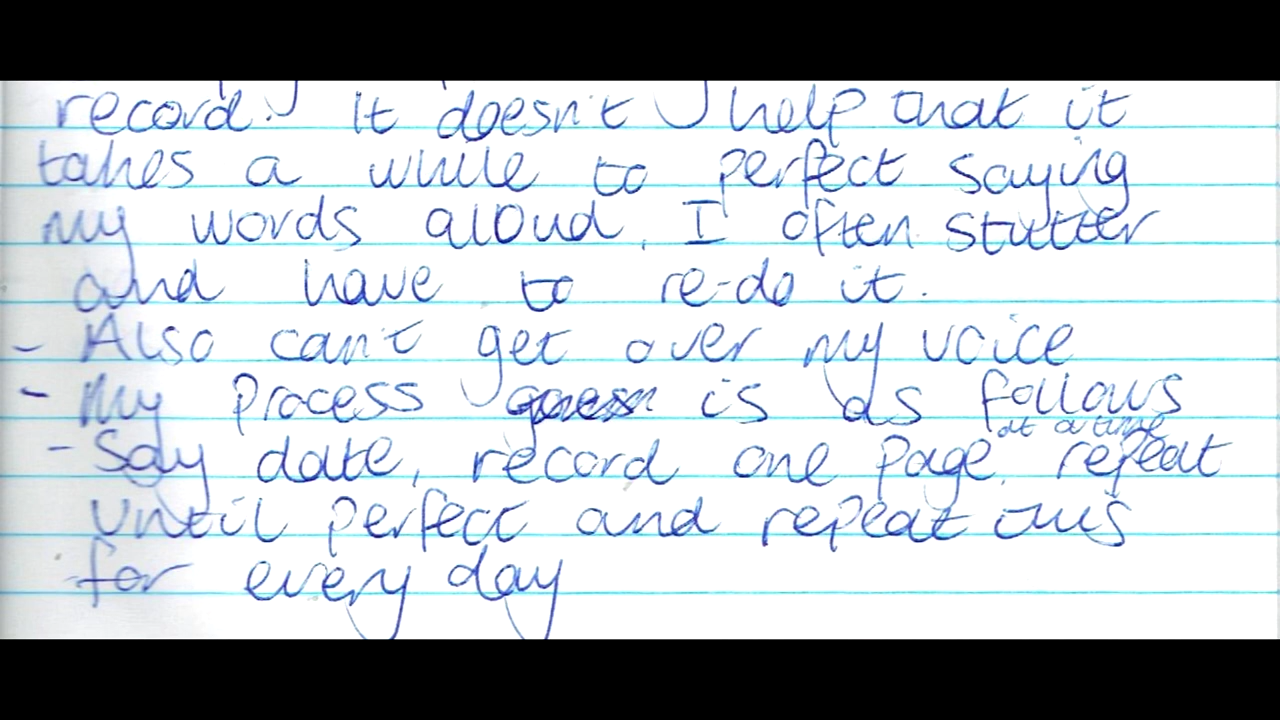 record. It doesn't help that it
takes a while to perfect saying
my words aloud, I often stutter
and have to re-do it.
- Also can't get over my voice
- My process is as follows
at a time
- Say date, record one page, repeat
until perfect and repeat this
for every day